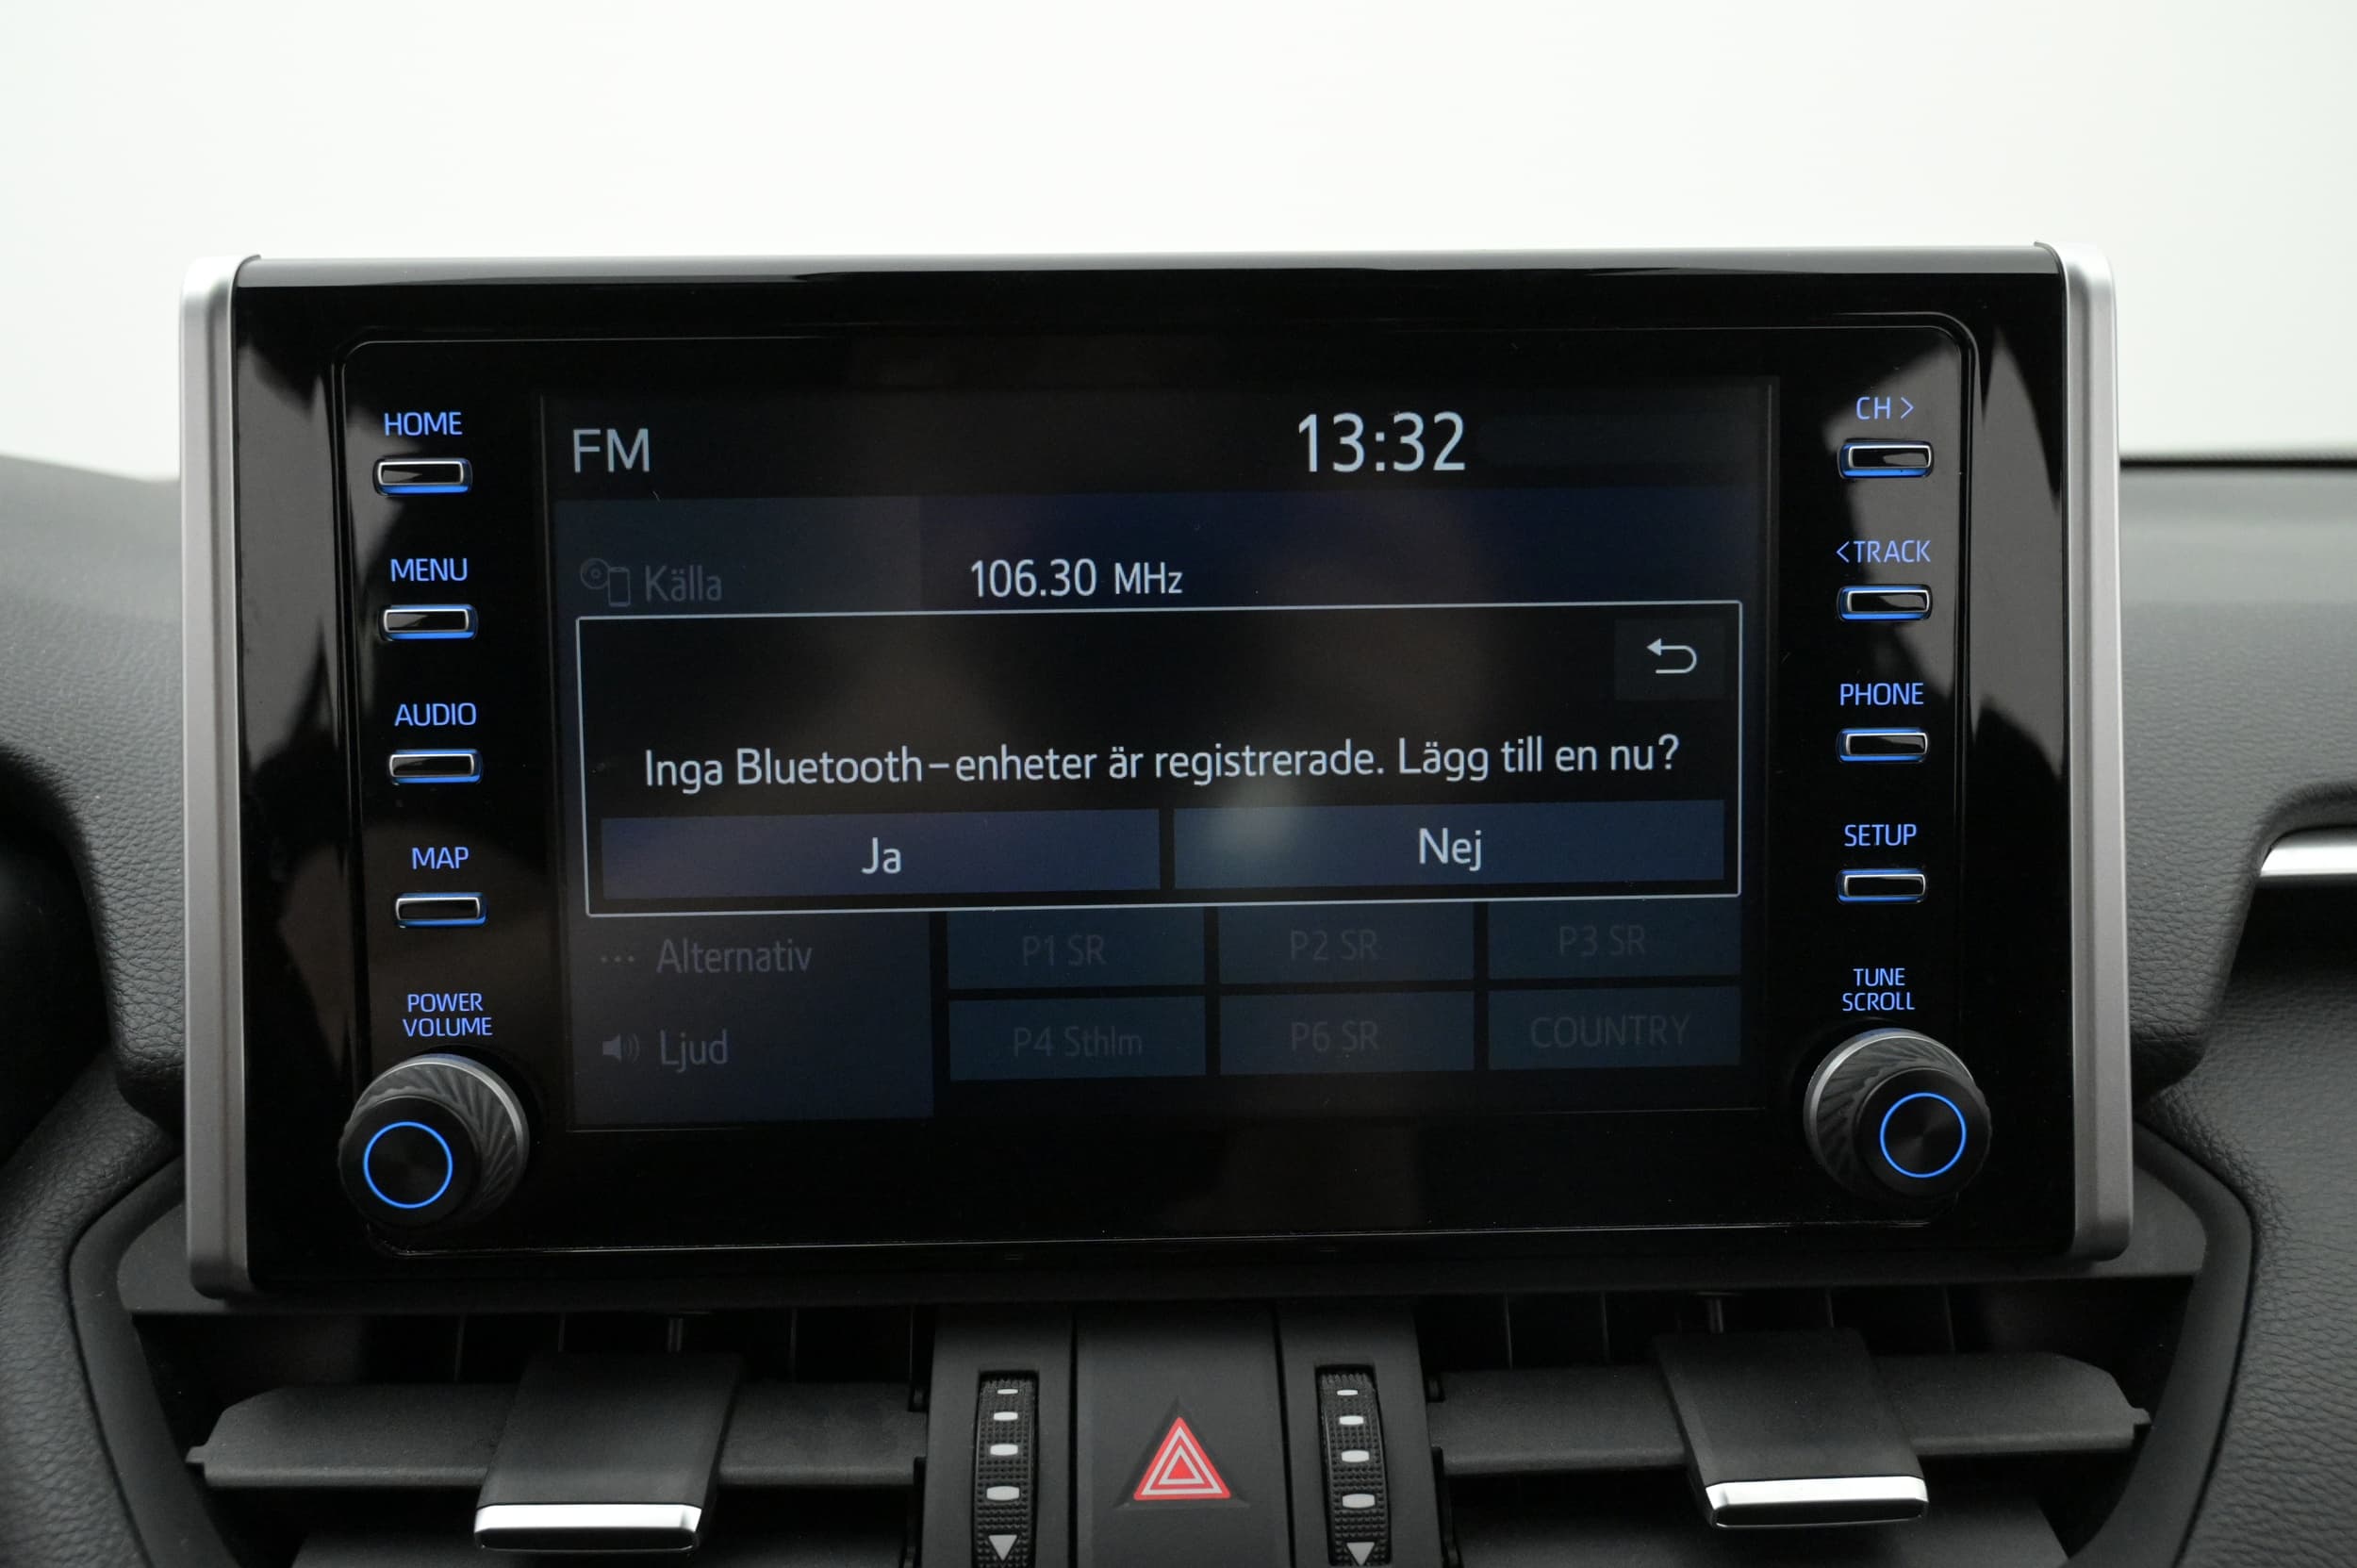 HOME
MENU
AUDIO
MAP
POWER
VOLUME
FM
13:32
Källa
106.30 MHz
Inga Bluetooth-enheter är registrerade. Lägg till en nu?
Ja
Nej
... Alternativ
P1 SR
P2 SR
P3 SR
Ljud
P4 Sthlm
P6 SR
COUNTRY
CH >
<TRACK
PHONE
SETUP
TUNE
SCROLL